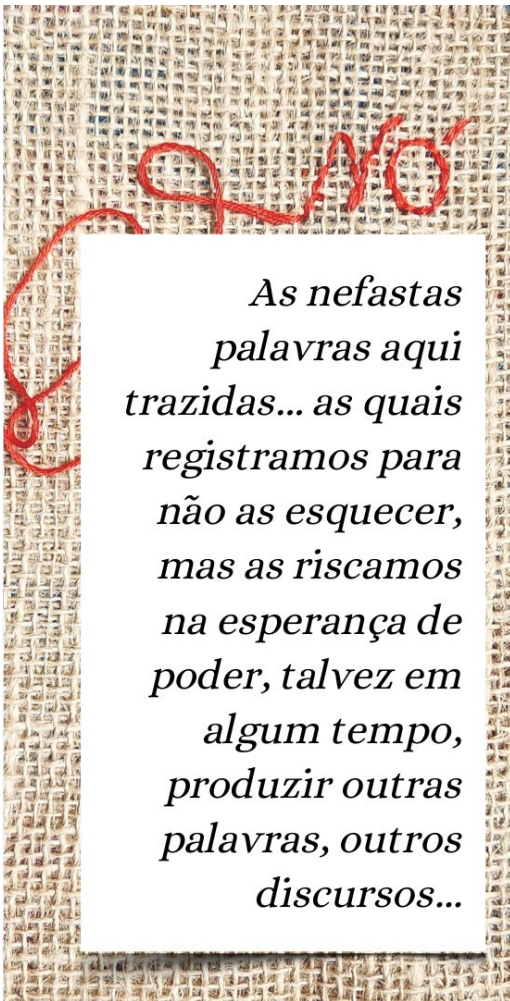 NÓ
As nefastas
palavras aqui
trazidas... as quais
registramos para
não as esquecer,
mas as riscamos
na esperança de
poder, talvez em
algum tempo,
produzir outras
palavras, outros
discursos...